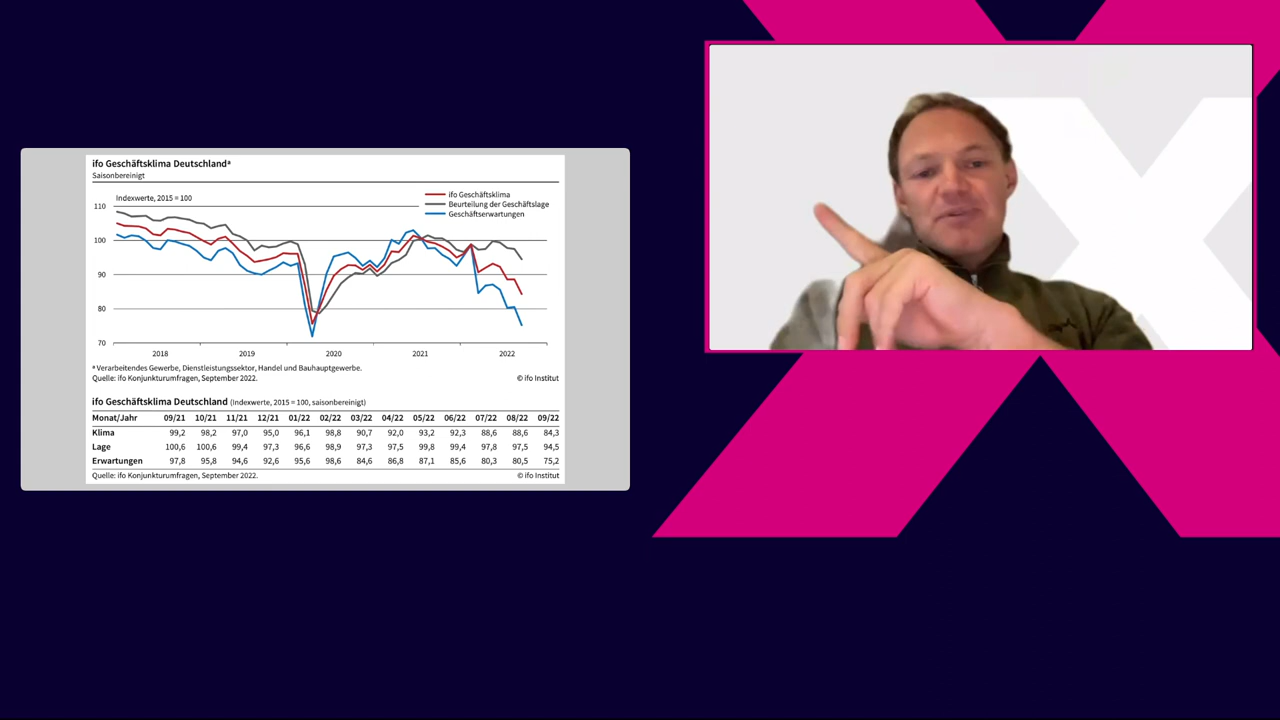 ifo Geschäftsklima Deutschlandᵃ
Saisonbereinigt
Indexwerte, 2015 = 100
ifo Geschäftsklima
Beurteilung der Geschäftslage
Geschäftserwartungen
110
100
90
80
70
2018 2019 2020 2021 2022
ᵃ Verarbeitendes Gewerbe, Dienstleistungssektor, Handel und Bauhauptgewerbe.
Quelle: ifo Konjunkturumfragen, September 2022. © ifo Institut
ifo Geschäftsklima Deutschland (Indexwerte, 2015 = 100, saisonbereinigt)
Monat/Jahr 09/21 10/21 11/21 12/21 01/22 02/22 03/22 04/22 05/22 06/22 07/22 08/22 09/22
Klima 99,2 98,2 97,0 95,0 96,1 98,8 90,7 92,0 93,2 92,3 88,6 88,6 84,3
Lage 100,6 100,6 99,4 97,3 96,6 98,9 97,3 97,5 99,8 99,4 97,8 97,5 94,5
Erwartungen 97,8 95,8 94,6 92,6 95,6 98,6 84,6 86,8 87,1 85,6 80,3 80,5 75,2
Quelle: ifo Konjunkturumfragen, September 2022. © ifo Institut